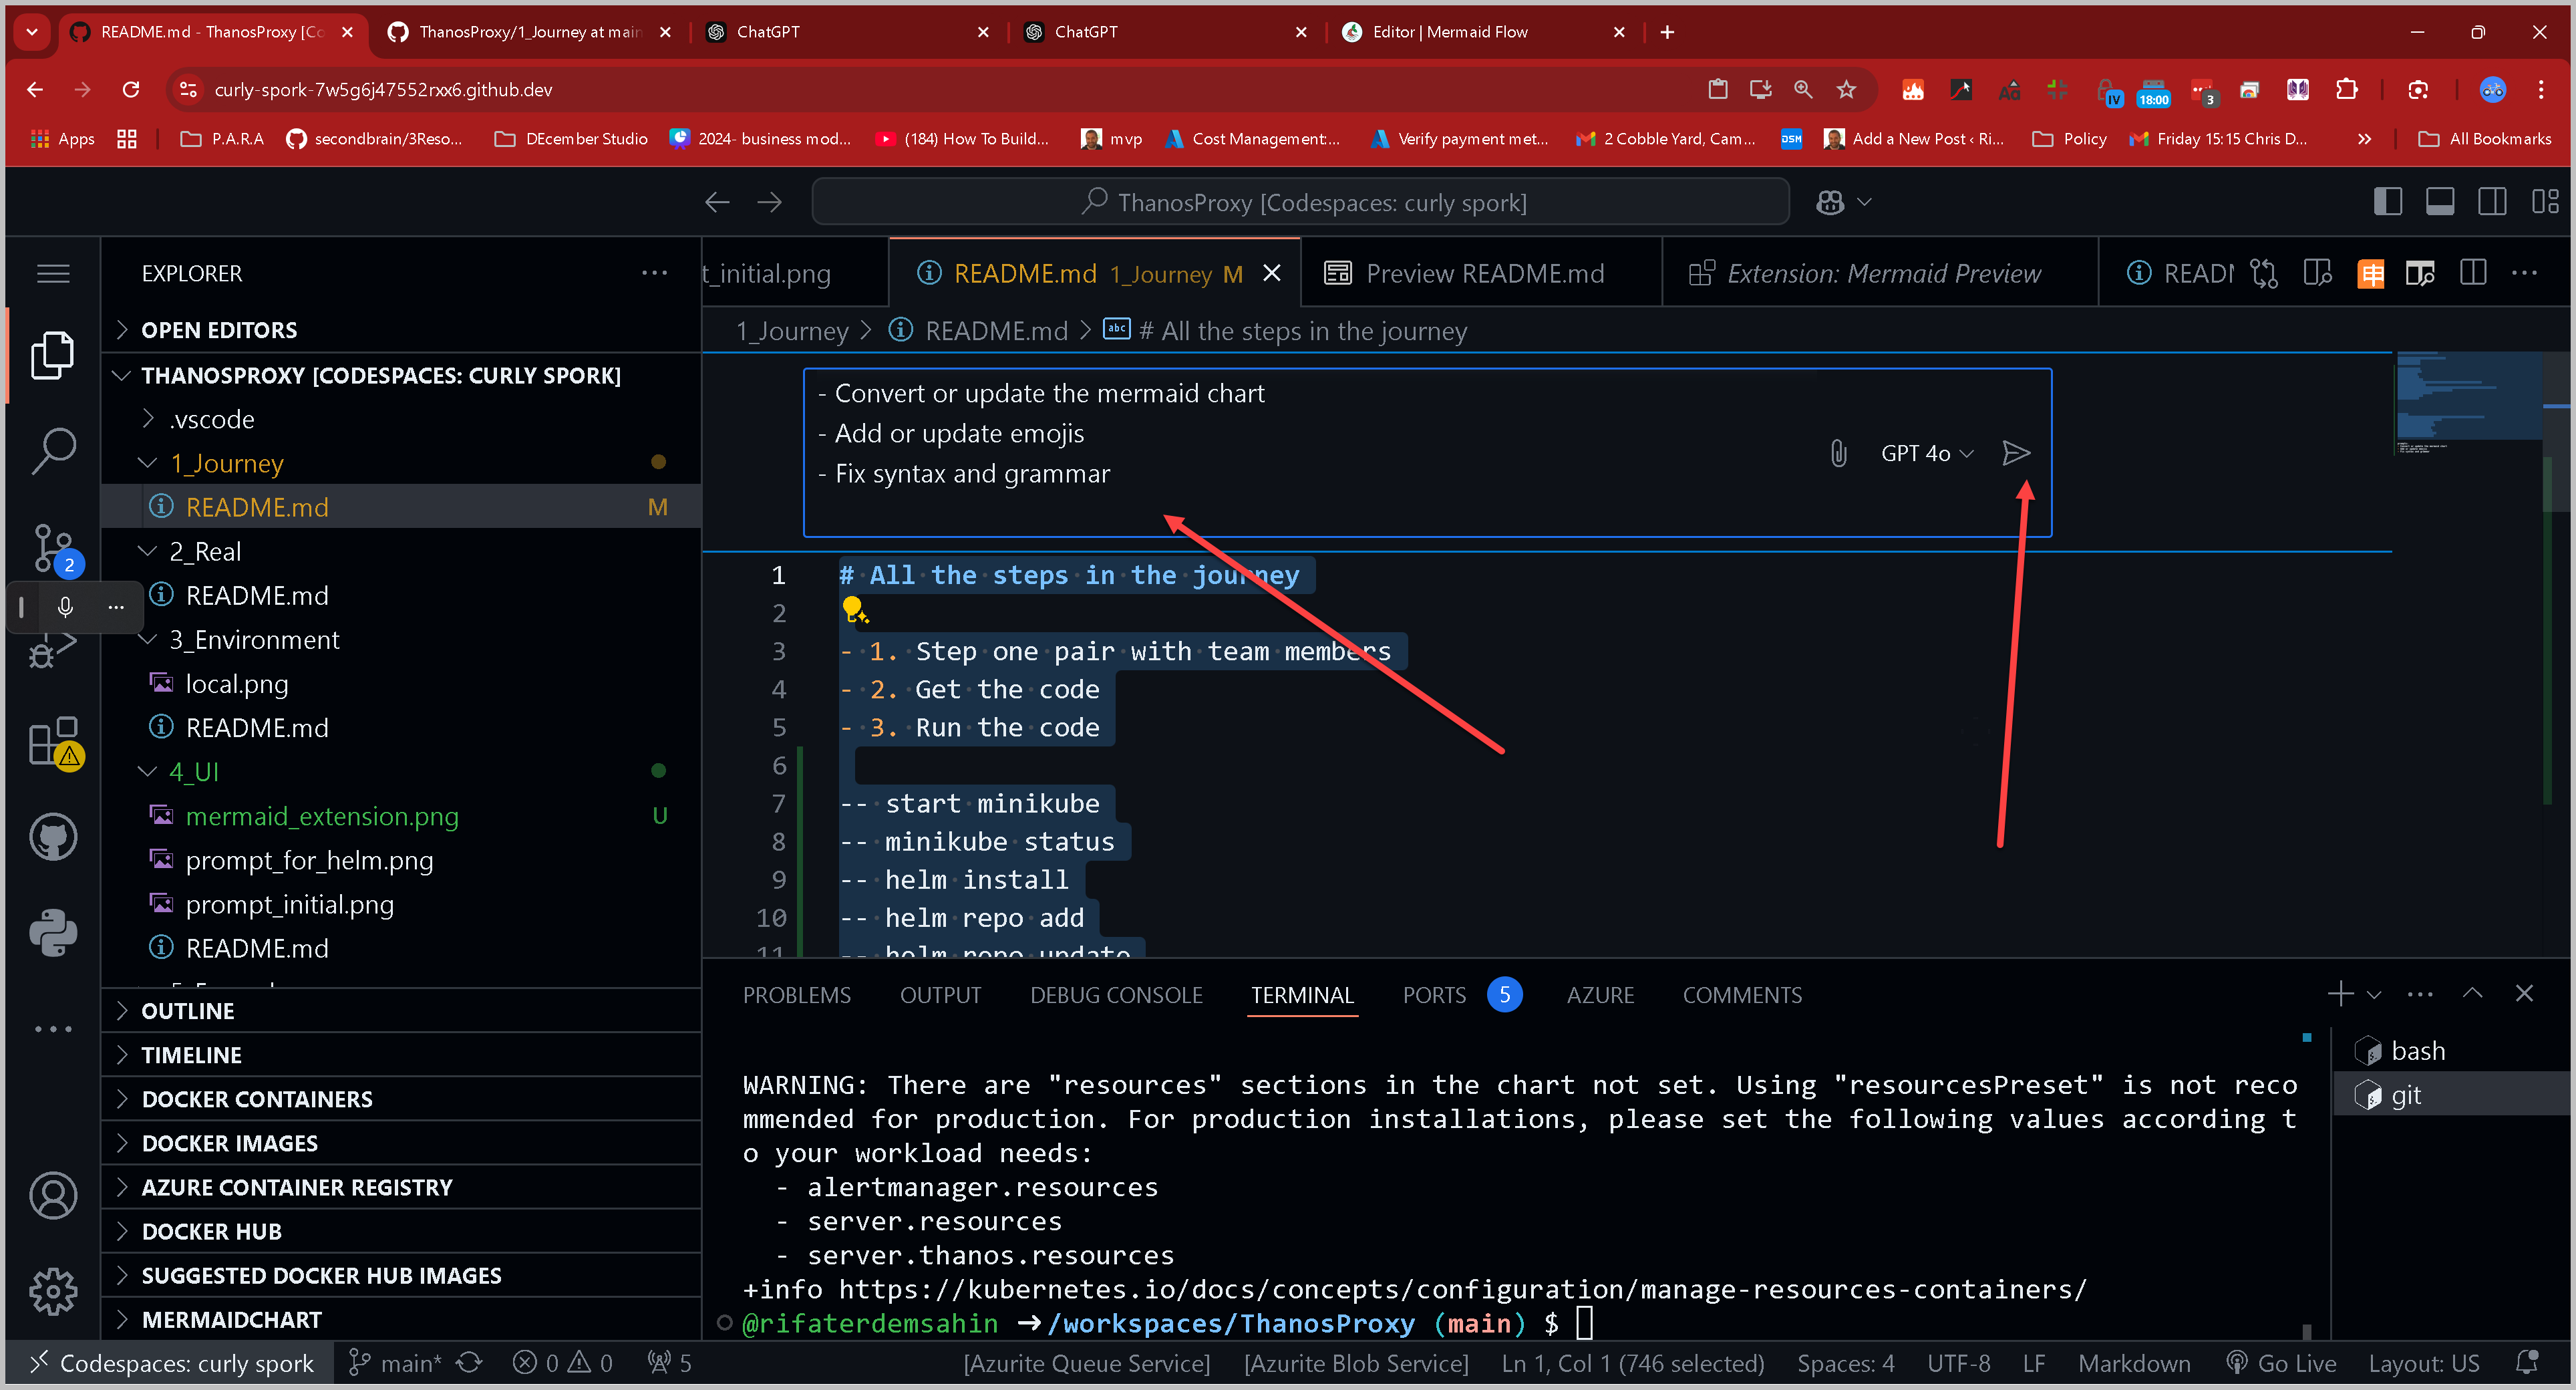 README.md - ThanosProxy [Co
ThanosProxy/1_Journey at main
ChatGPT
ChatGPT
Editor | Mermaid Flow
curly-spork-7w5g6j47552rxx6.github.dev
IV
18:00
3
Apps
P.A.R.A
secondbrain/3Reso...
DEcember Studio
2024- business mod...
(184) How To Build...
mvp
Cost Management:...
Verify payment met...
2 Cobble Yard, Cam...
DSM
Add a New Post ‹ Ri...
Policy
Friday 15:15 Chris D...
All Bookmarks
ThanosProxy [Codespaces: curly spork]
EXPLORER
t_initial.png
README.md 1_Journey M
Preview README.md
Extension: Mermaid Preview
READ
OPEN EDITORS
1_Journey > README.md > # All the steps in the journey
THANOSPROXY [CODESPACES: CURLY SPORK]
.vscode
1_Journey
README.md M
2_Real
2
README.md
3_Environment
local.png
README.md
4_UI
mermaid_extension.png U
prompt_for_helm.png
prompt_initial.png
README.md
OUTLINE
TIMELINE
DOCKER CONTAINERS
DOCKER IMAGES
AZURE CONTAINER REGISTRY
DOCKER HUB
SUGGESTED DOCKER HUB IMAGES
MERMAIDCHART
- Convert or update the mermaid chart
- Add or update emojis
- Fix syntax and grammar
GPT 4o
1 # All the steps in the journey
2
3 - 1. Step one pair with team members
4 - 2. Get the code
5 - 3. Run the code
6
7 -- start minikube
8 -- minikube status
9 -- helm install
10 -- helm repo add
11 -- helm repo update
PROBLEMS OUTPUT DEBUG CONSOLE TERMINAL PORTS 5 AZURE COMMENTS
bash
git
WARNING: There are "resources" sections in the chart not set. Using "resourcesPreset" is not reco
mmended for production. For production installations, please set the following values according t
o your workload needs:
- alertmanager.resources
- server.resources
- server.thanos.resources
+info https://kubernetes.io/docs/concepts/configuration/manage-resources-containers/
@rifaterdemsahin ➜ /workspaces/ThanosProxy (main) $
Codespaces: curly spork
main*
0
0
5
[Azurite Queue Service]
[Azurite Blob Service]
Ln 1, Col 1 (746 selected)
Spaces: 4
UTF-8
LF
Markdown
Go Live
Layout: US